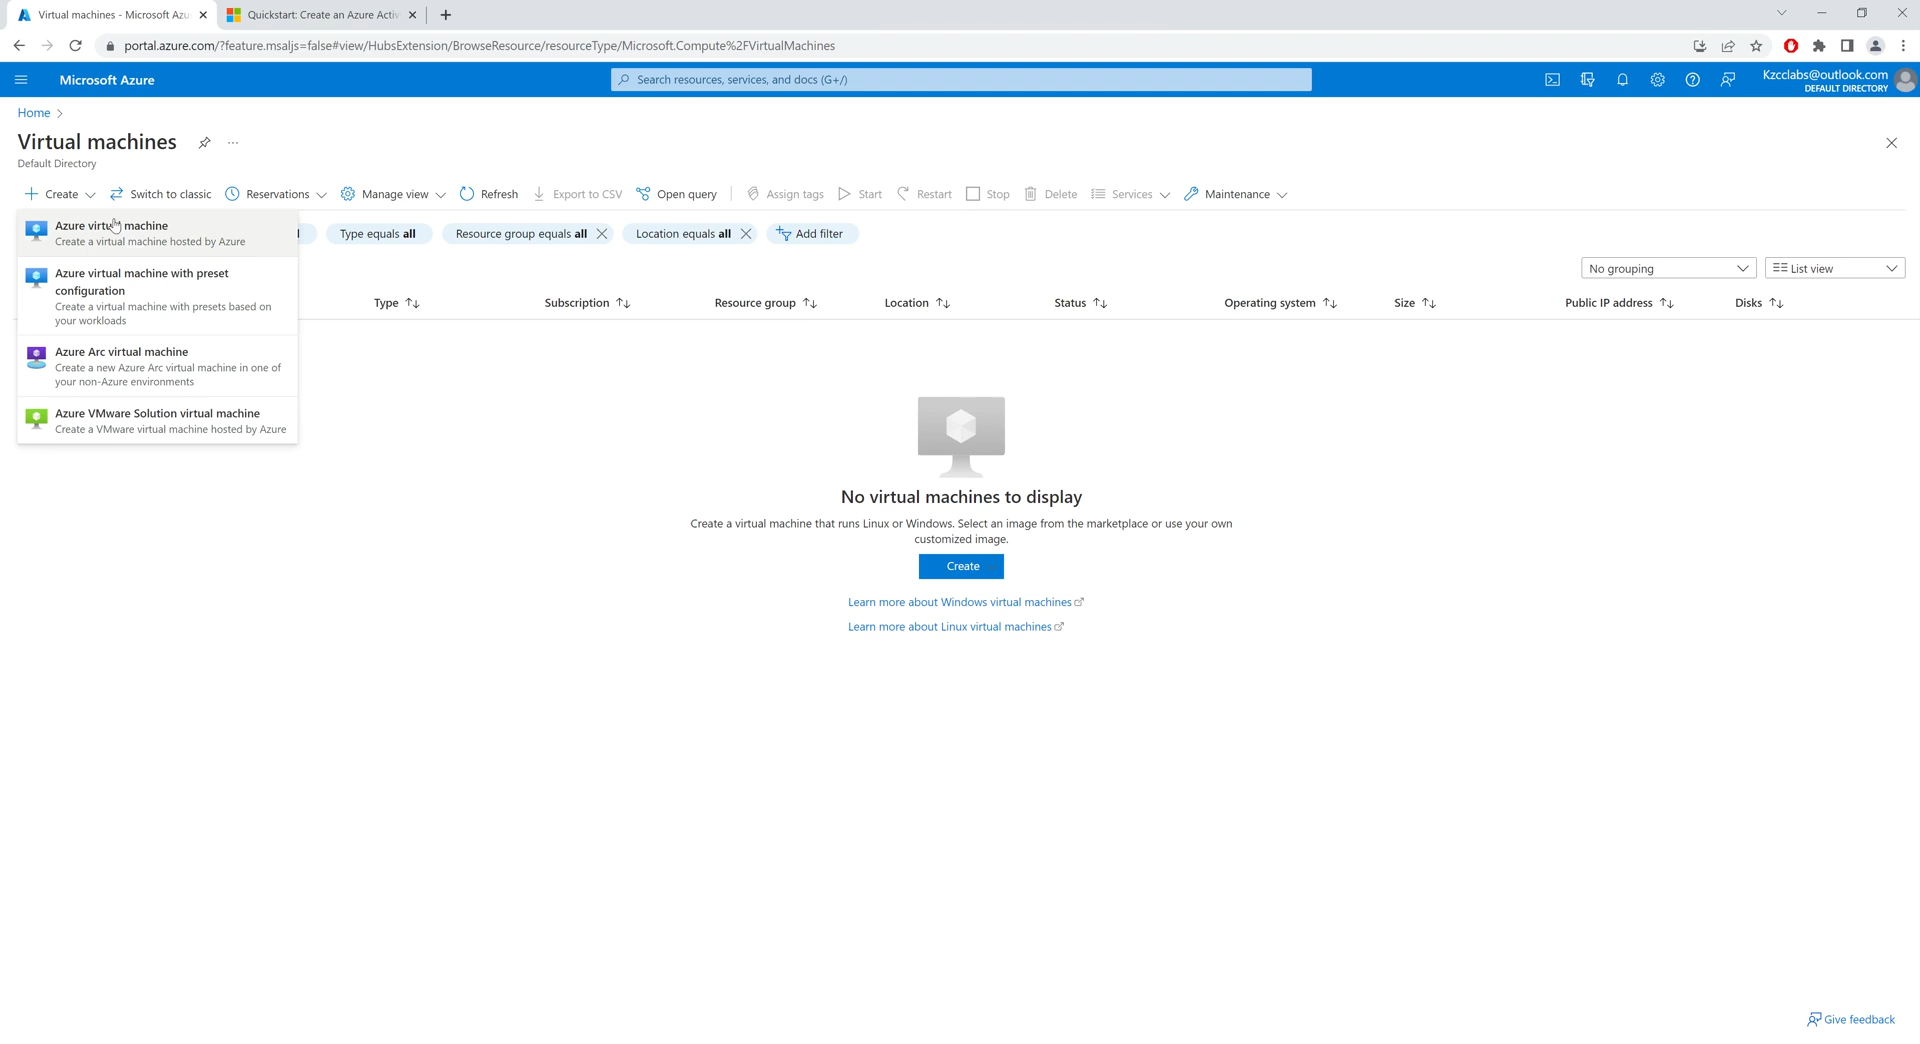 Virtual machines - Microsoft Azu
Quickstart: Create an Azure Activ
portal.azure.com/?feature.msaljs=false#view/HubsExtension/BrowseResource/resourceType/Microsoft.Compute%2FVirtualMachines
Microsoft Azure
Search resources, services, and docs (G+/)
Kzcclabs@outlook.com
DEFAULT DIRECTORY
Home >
Virtual machines
...
Default Directory
Create
Switch to classic
Reservations
Manage view
Refresh
Export to CSV
Open query
Assign tags
Start
Restart
Stop
Delete
Services
Maintenance
Azure virtual machine
Create a virtual machine hosted by Azure
Azure virtual machine with preset
configuration
Create a virtual machine with presets based on
your workloads
Azure Arc virtual machine
Create a new Azure Arc virtual machine in one of
your non-Azure environments
Azure VMware Solution virtual machine
Create a VMware virtual machine hosted by Azure
Type equals all
Resource group equals all
Location equals all
Add filter
No grouping
List view
Type
Subscription
Resource group
Location
Status
Operating system
Size
Public IP address
Disks
No virtual machines to display
Create a virtual machine that runs Linux or Windows. Select an image from the marketplace or use your own
customized image.
Create
Learn more about Windows virtual machines
Learn more about Linux virtual machines
Give feedback